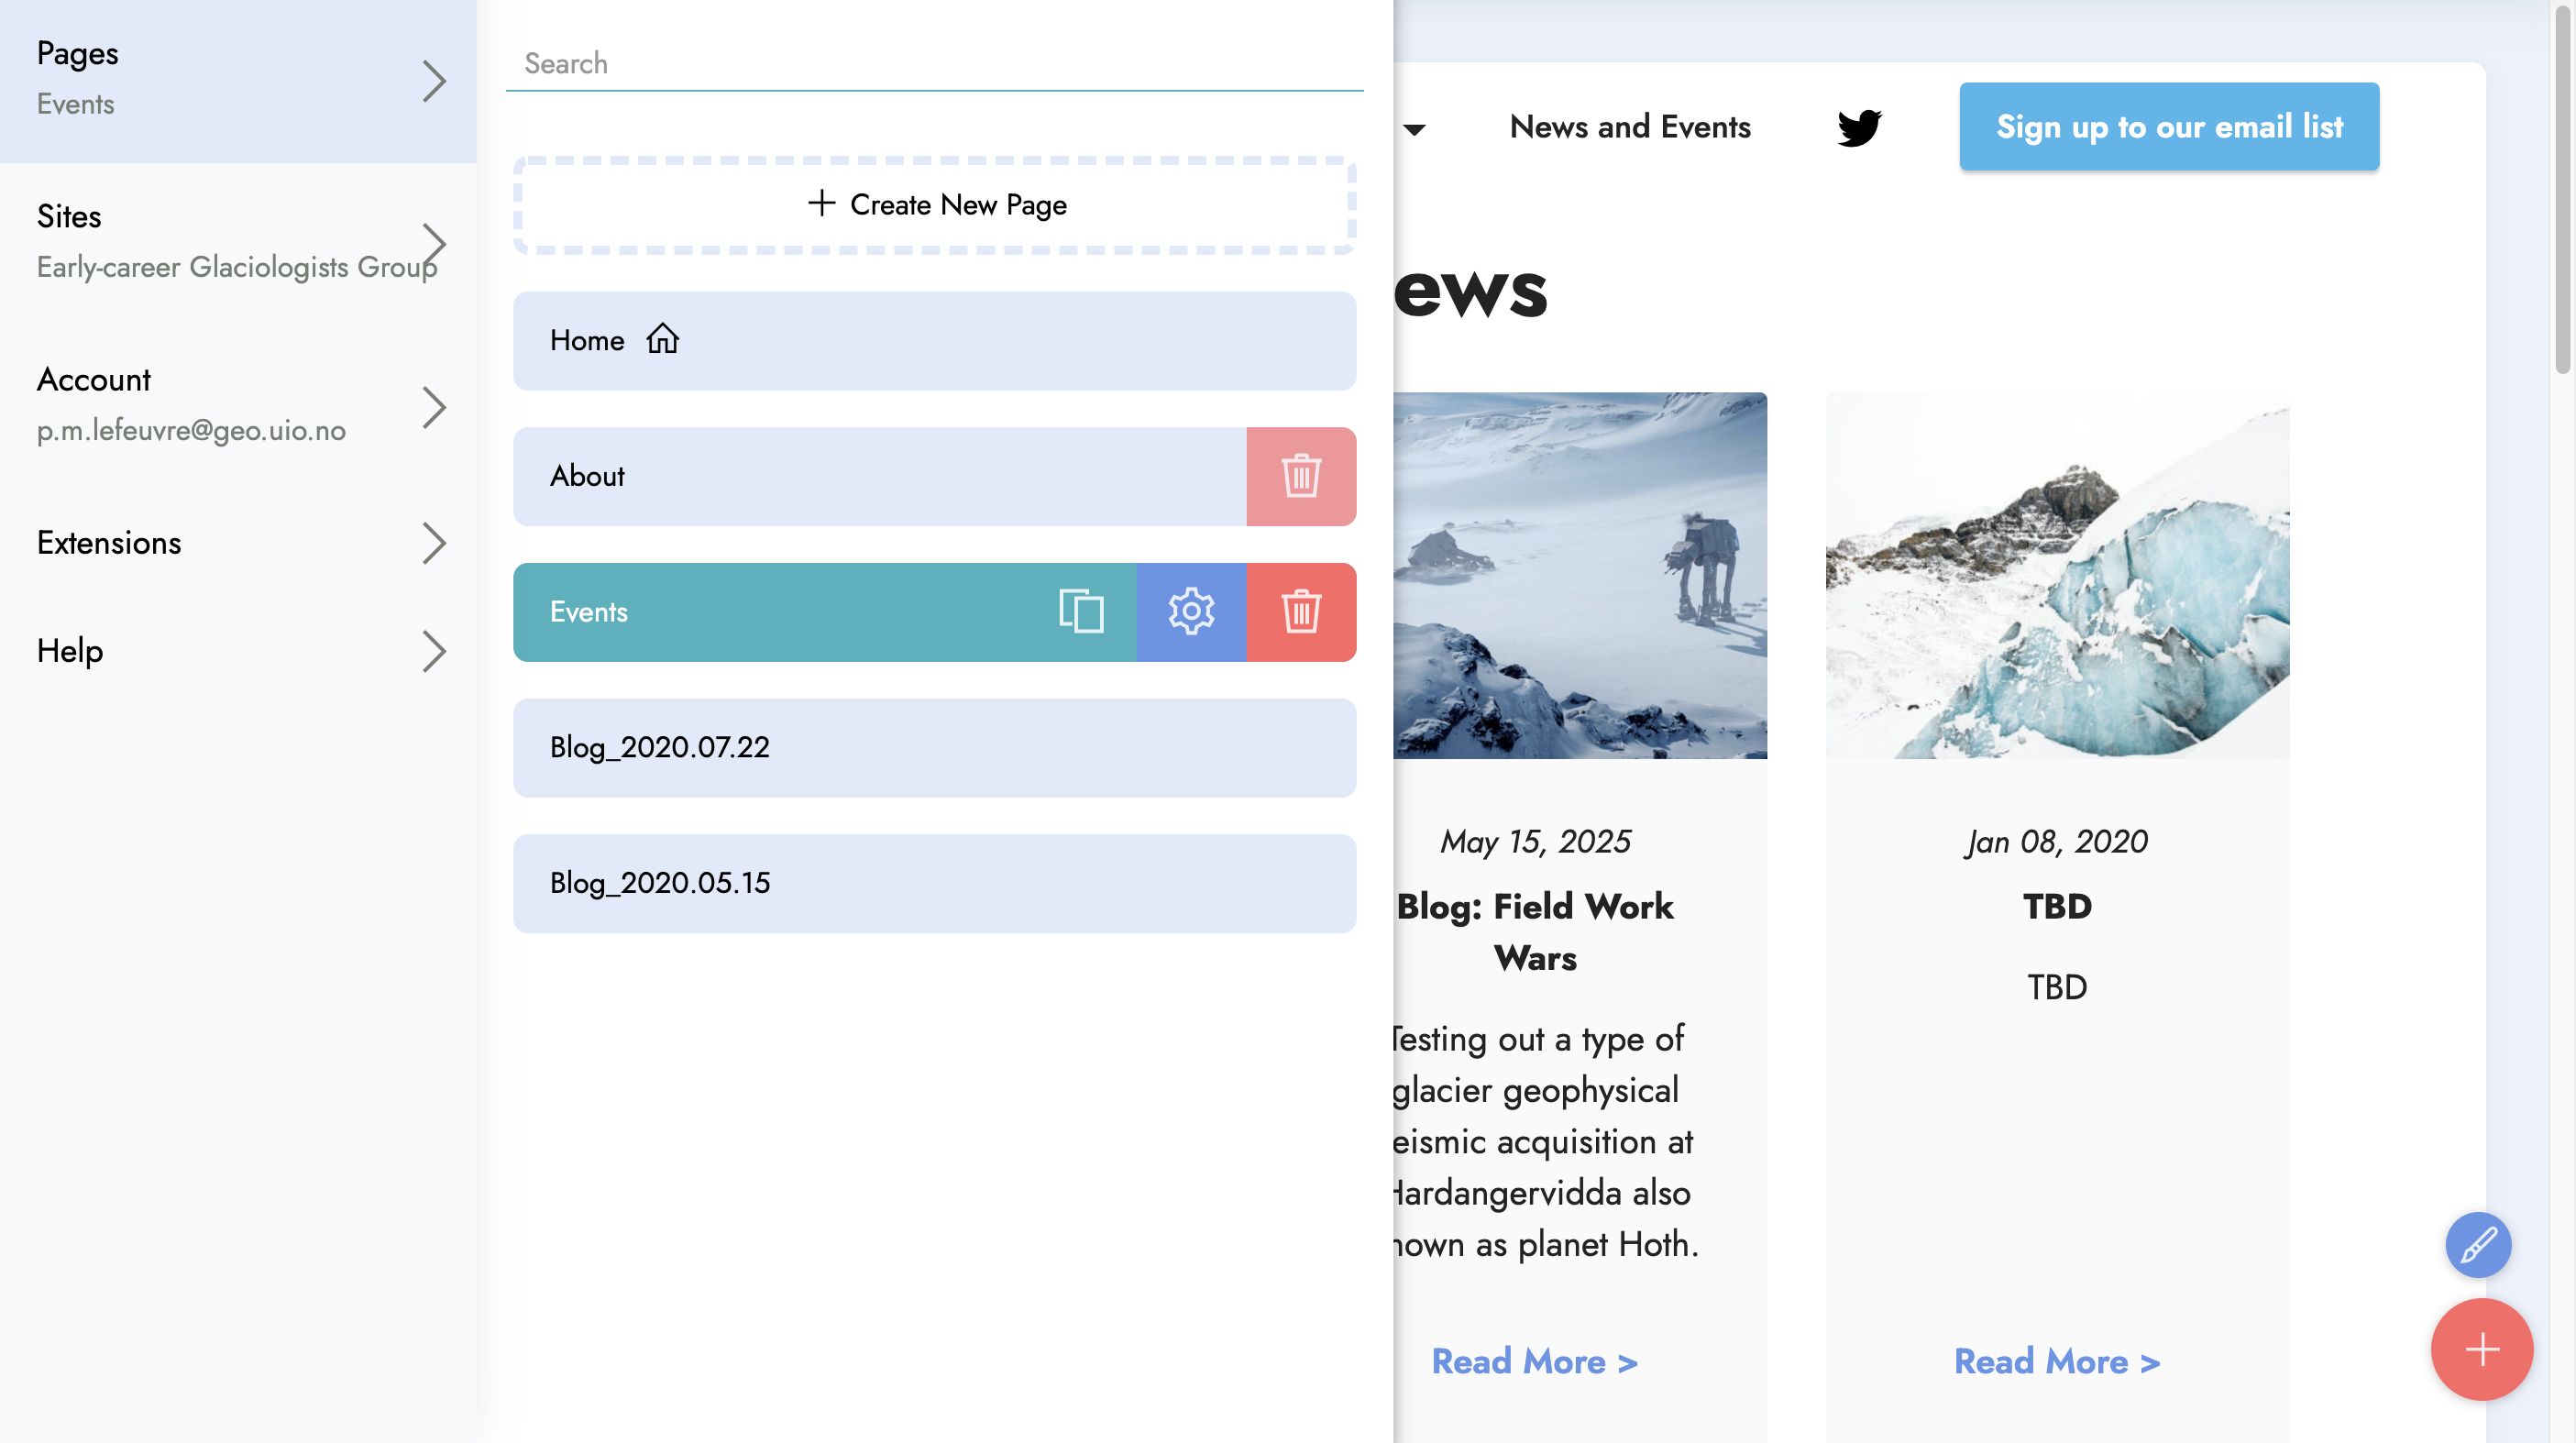 Pages
Events
Sites
Early-career Glaciologists Group
Account
p.m.lefeuvre@geo.uio.no
Extensions
Help
Search
Create New Page
Home
About
Events
Blog_2020.07.22
Blog_2020.05.15
News and Events
Sign up to our email list
ews
May 15, 2025
Blog: Field Work
Wars
Testing out a type of
glacier geophysical
eismic acquisition at
Hardangervidda also
nown as planet Hoth.
Read More >
Jan 08, 2020
TBD
TBD
Read More >